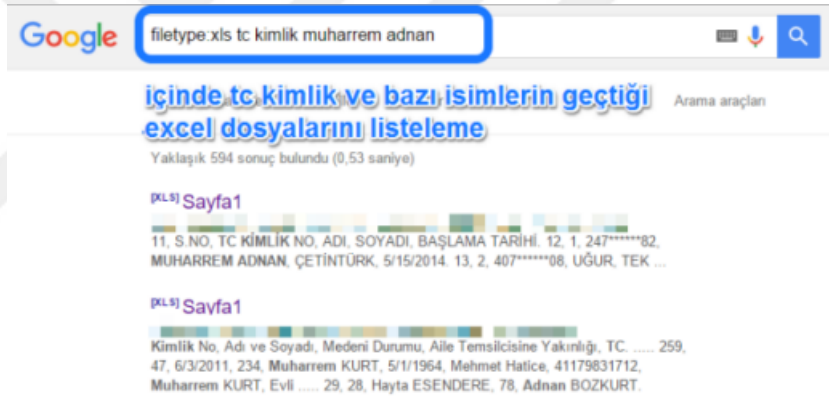 Google
filetype:xls tc kimlik muharrem adnan
içinde tc kimlik ve bazı isimlerin geçtiği
Arama araçları
excel dosyalarını listeleme
Yaklaşık 594 sonuç bulundu (0,53 saniye)
[XLS] Sayfa1
11, S.NO, TC KİMLİK NO, ADI, SOYADI, BAŞLAMA TARİHİ. 12, 1, 247******82,
MUHARREM ADNAN, ÇETİNTÜRK, 5/15/2014. 13, 2, 407******08, UĞUR, TEK ...
[XLS] Sayfa1
Kimlik No, Adı ve Soyadı, Medeni Durumu, Aile Temsilcisine Yakınlığı, TC. ..... 259,
47, 6/3/2011, 234, Muharrem KURT, 5/1/1964, Mehmet Hatice, 41179831712,
Muharrem KURT, Evli ..... 29, 28, Hayta ESENDERE, 78, Adnan BOZKURT.